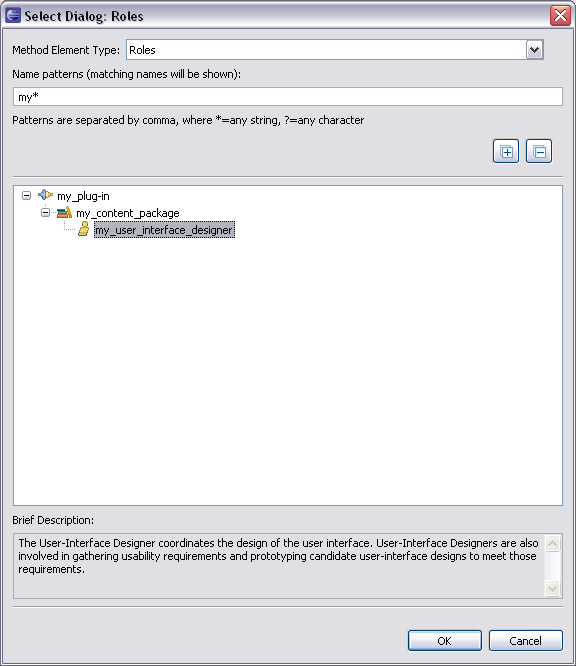 Select Dialog: Roles
Method Element Type: Roles
Name patterns (matching names will be shown):
my*
Patterns are separated by comma, where *=any string, ?=any character
my_plug-in
my_content_package
my_user_interface_designer
Brief Description:
The User-Interface Designer coordinates the design of the user interface. User-Interface Designers are also
involved in gathering usability requirements and prototyping candidate user-interface designs to meet those
requirements.
OK Cancel